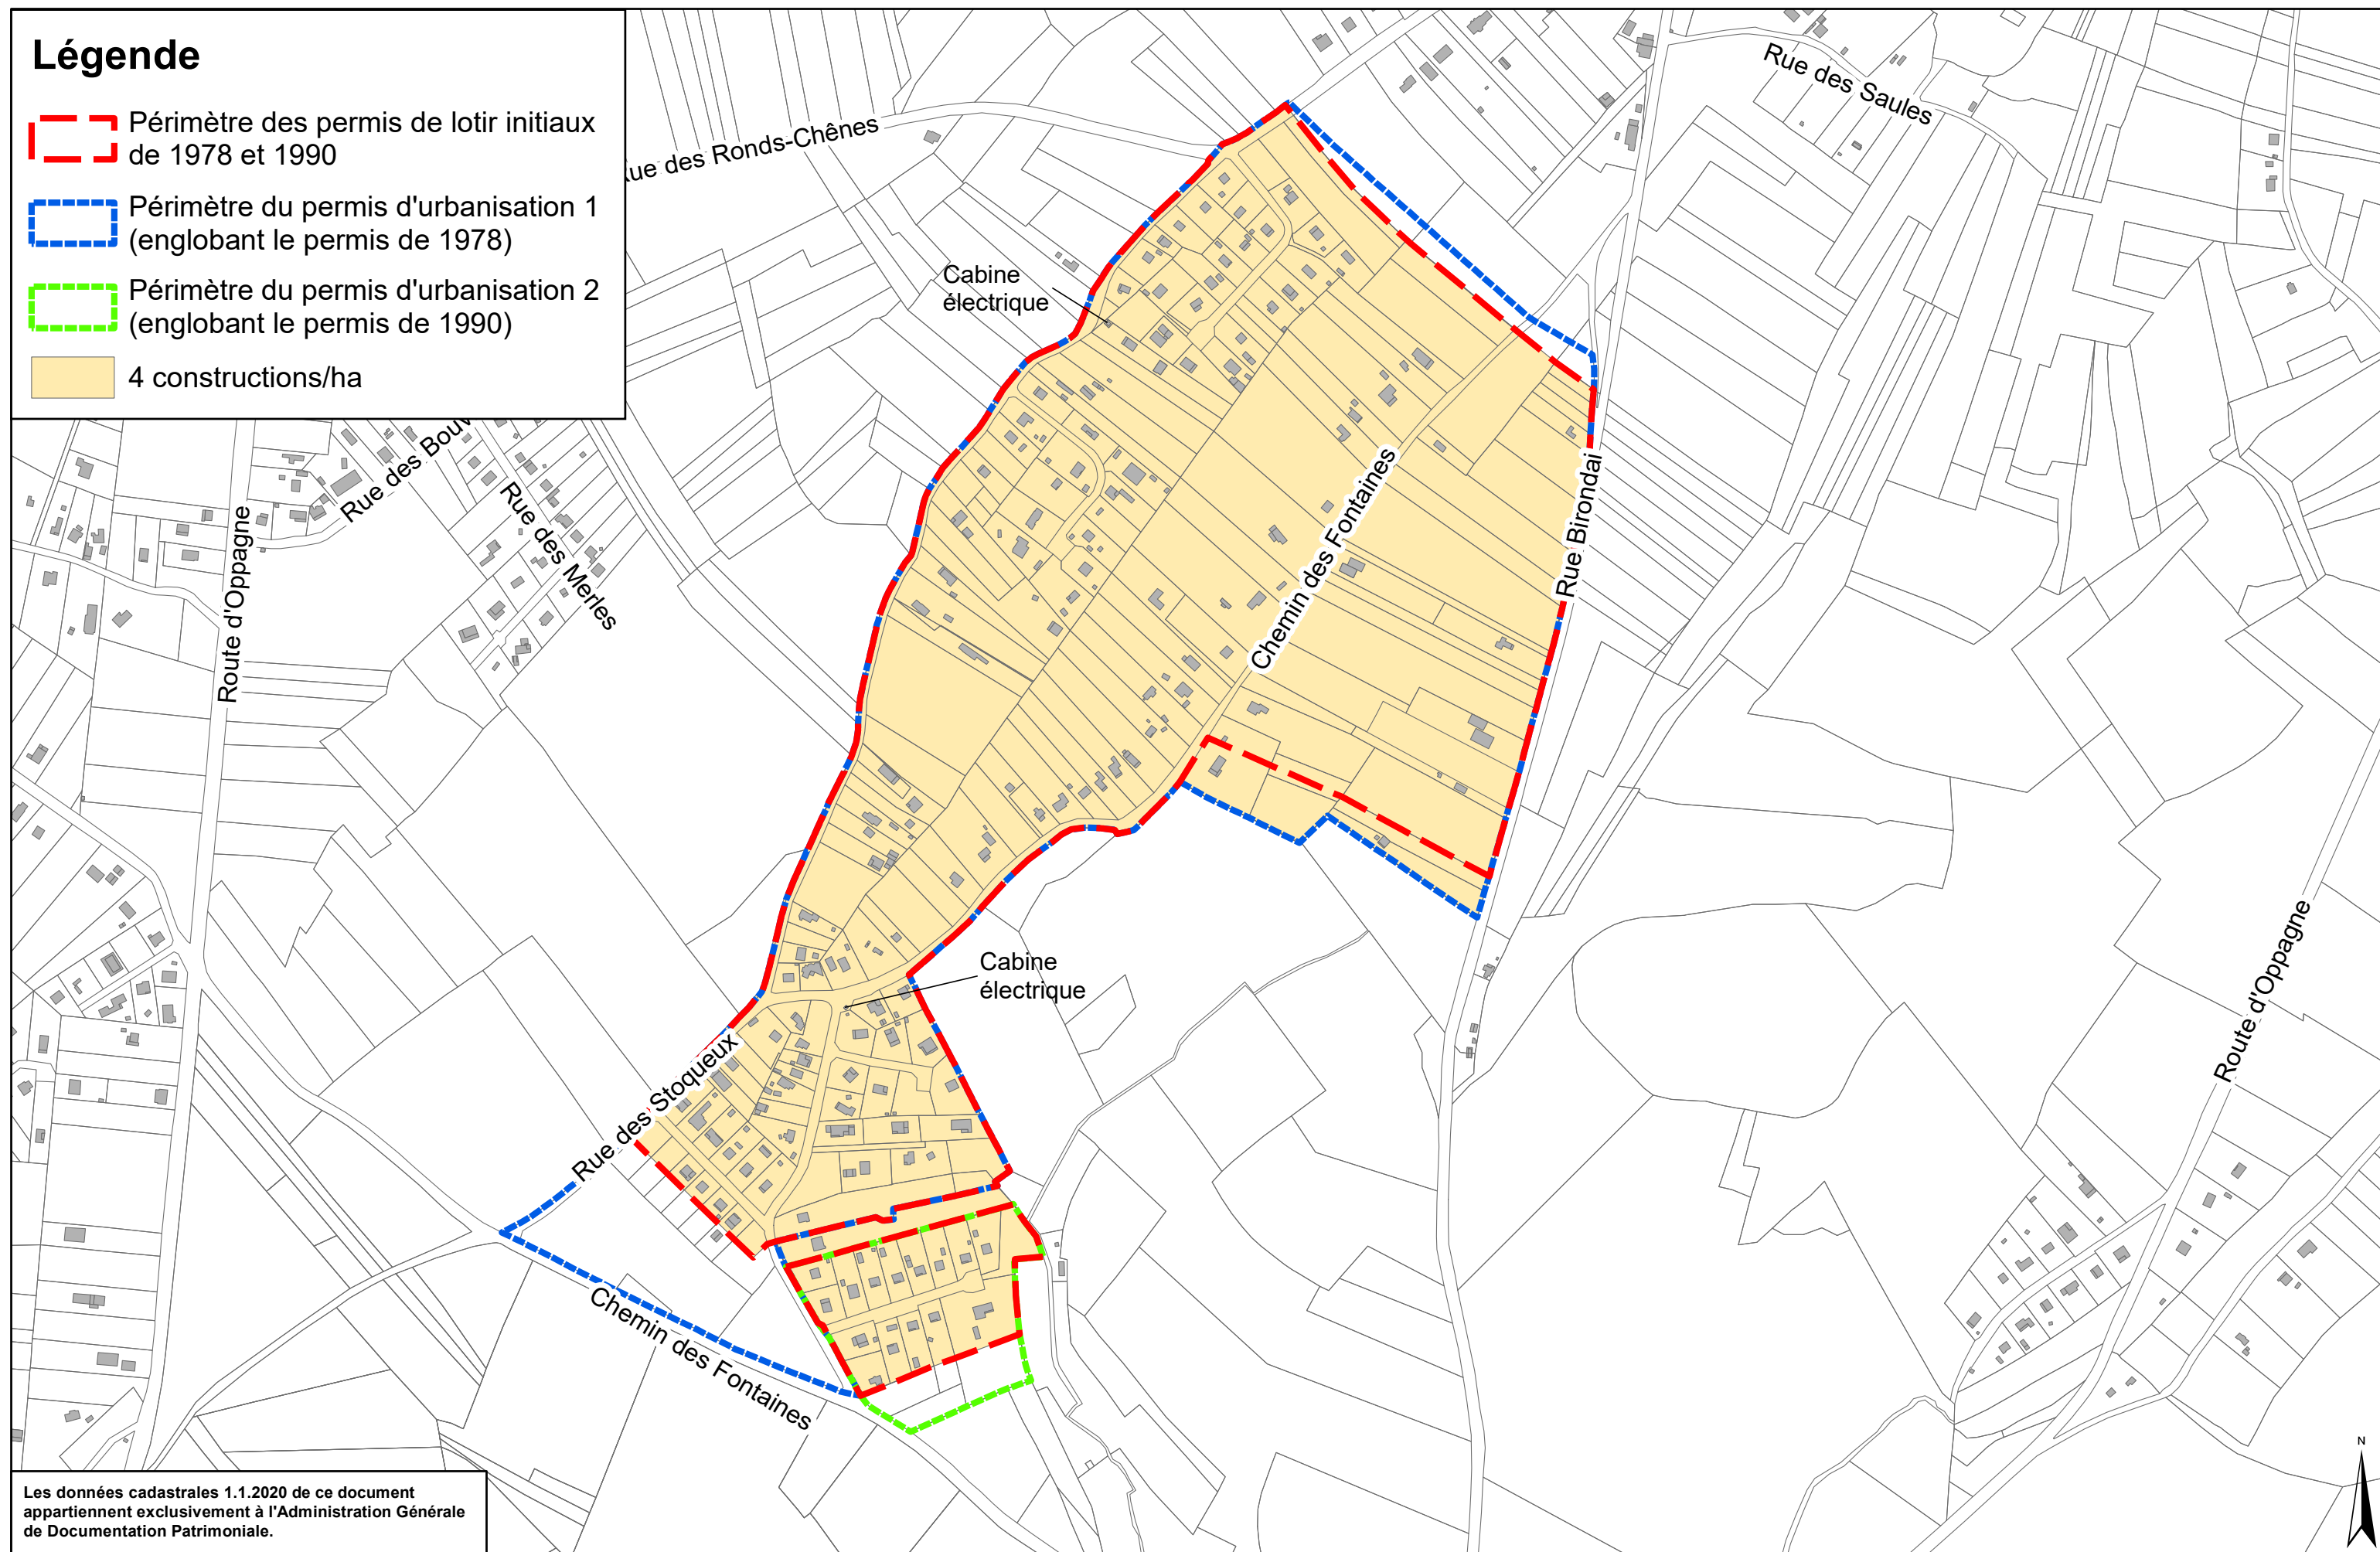 Légende
Périmètre des permis de lotir initiaux
de 1978 et 1990
Périmètre du permis d'urbanisation 1
(englobant le permis de 1978)
Périmètre du permis d'urbanisation 2
(englobant le permis de 1990)
4 constructions/ha
Rue des Saules
des Ronds-Chênes
Cabine
électrique
Rue des
Rue des Merles
Route d'Oppagne
Chemin des Fontaines
Rue Birondai
Cabine
électrique
Route d'Oppagne
Rue des Stoqueux
Chemin des Fontaines
N
Les données cadastrales 1.1.2020 de ce document
appartiennent exclusivement à l'Administration Générale
de Documentation Patrimoniale.